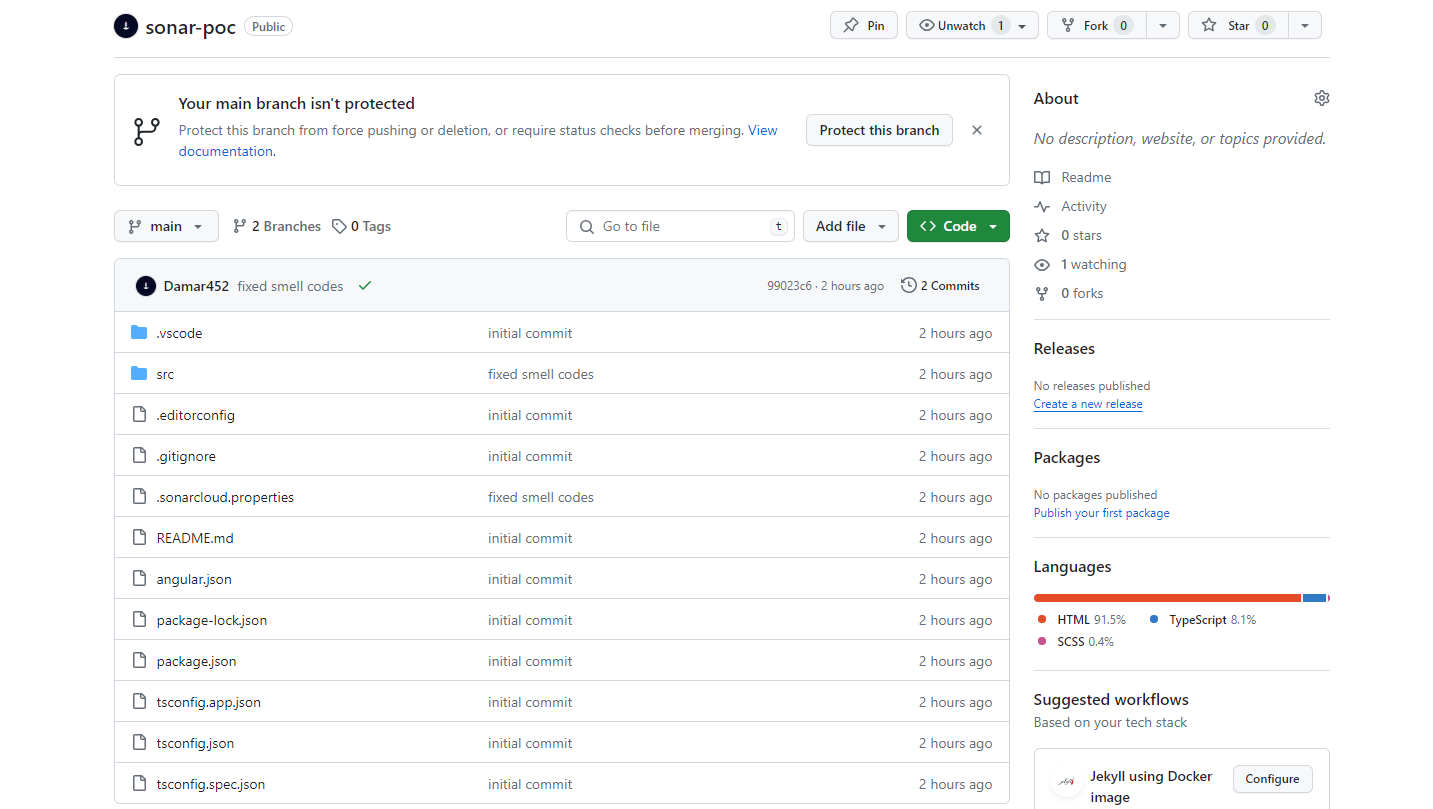 sonar-poc Public Pin Unwatch 1 Fork 0 Star 0
Your main branch isn't protected
Protect this branch from force pushing or deletion, or require status checks before merging. View
documentation.
Protect this branch
main 2 Branches 0 Tags Go to file t Add file Code
Damar452 fixed smell codes 99023c6 · 2 hours ago 2 Commits
.vscode initial commit 2 hours ago
src fixed smell codes 2 hours ago
.editorconfig initial commit 2 hours ago
.gitignore initial commit 2 hours ago
.sonarcloud.properties fixed smell codes 2 hours ago
README.md initial commit 2 hours ago
angular.json initial commit 2 hours ago
package-lock.json initial commit 2 hours ago
package.json initial commit 2 hours ago
tsconfig.app.json initial commit 2 hours ago
tsconfig.json initial commit 2 hours ago
tsconfig.spec.json initial commit 2 hours ago
About
No description, website, or topics provided.
Readme
Activity
0 stars
1 watching
0 forks
Releases
No releases published
Create a new release
Packages
No packages published
Publish your first package
Languages
HTML 91.5% TypeScript 8.1%
SCSS 0.4%
Suggested workflows
Based on your tech stack
Jekyll using Docker
image
Configure